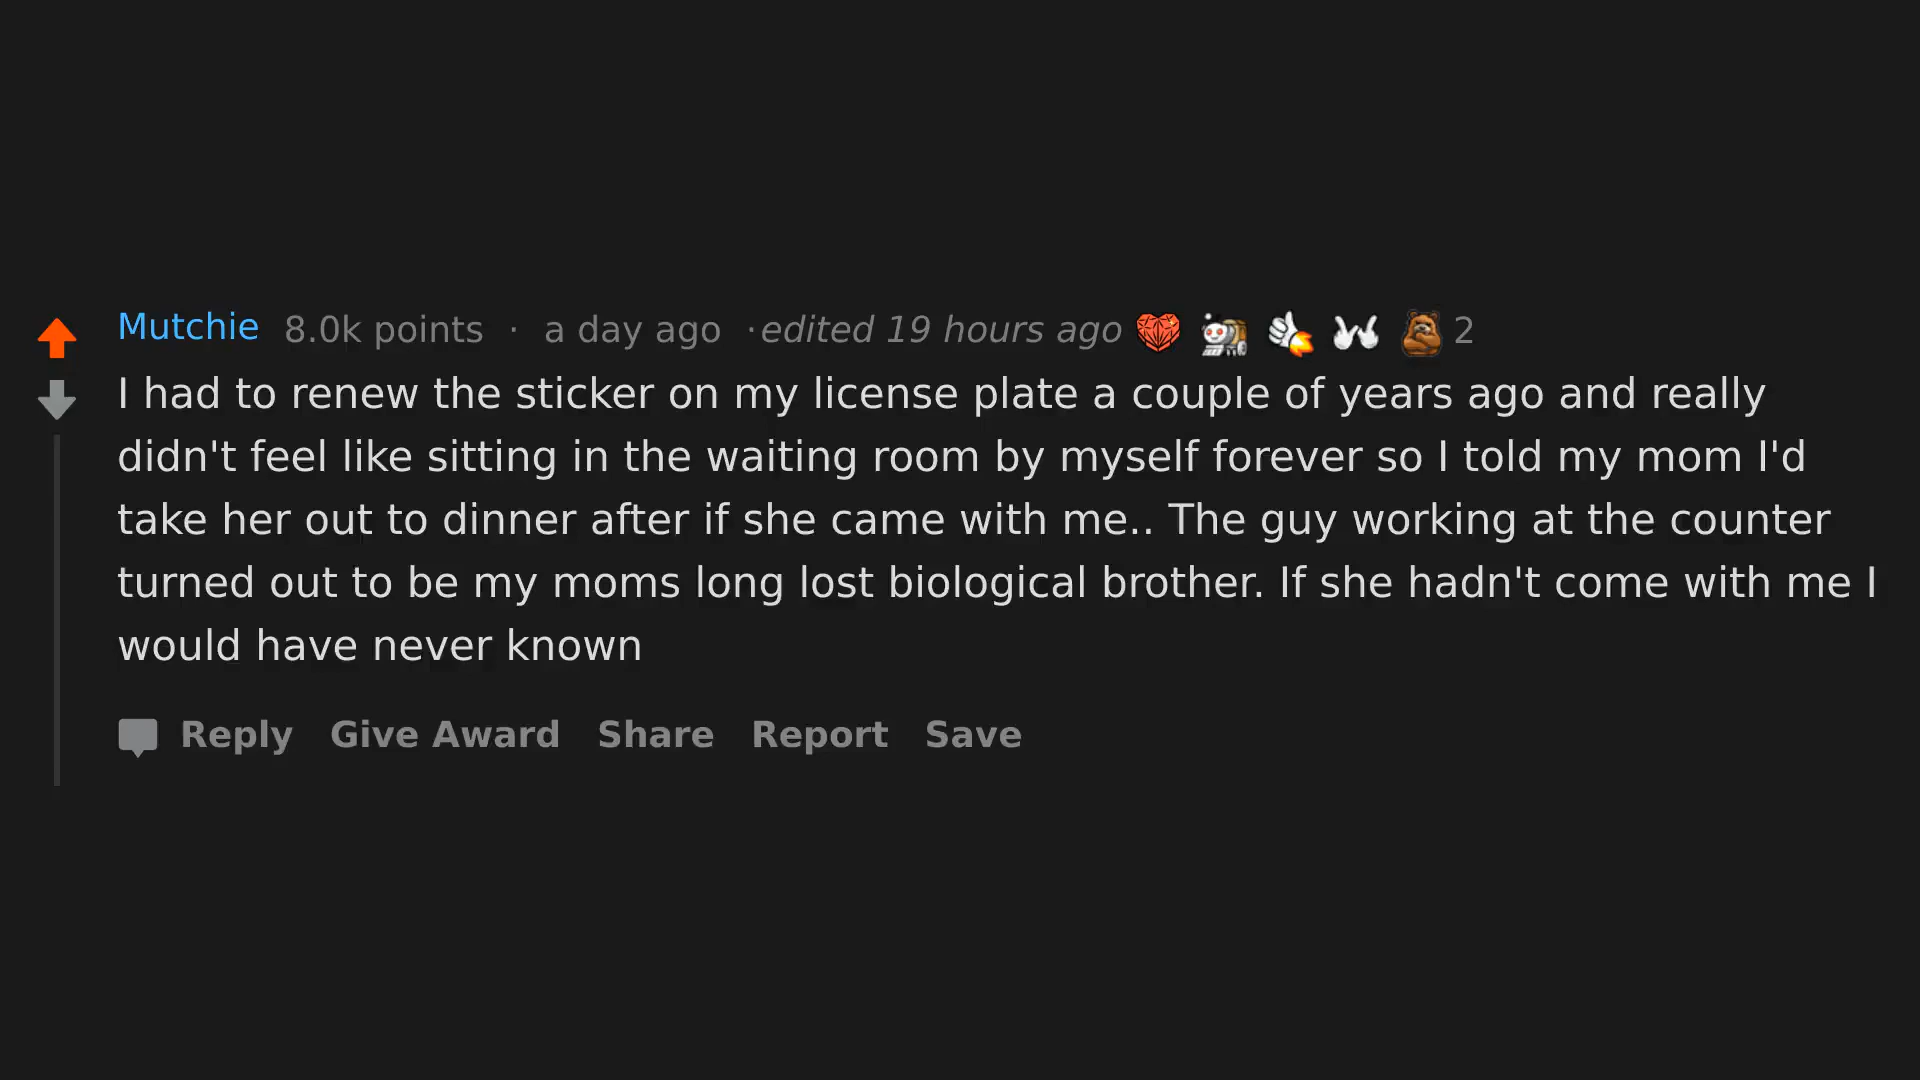 Mutchie 8.0k points · a day ago ·edited 19 hours ago 2
I had to renew the sticker on my license plate a couple of years ago and really
didn't feel like sitting in the waiting room by myself forever so I told my mom I'd
take her out to dinner after if she came with me.. The guy working at the counter
turned out to be my moms long lost biological brother. If she hadn't come with me I
would have never known
Reply Give Award Share Report Save